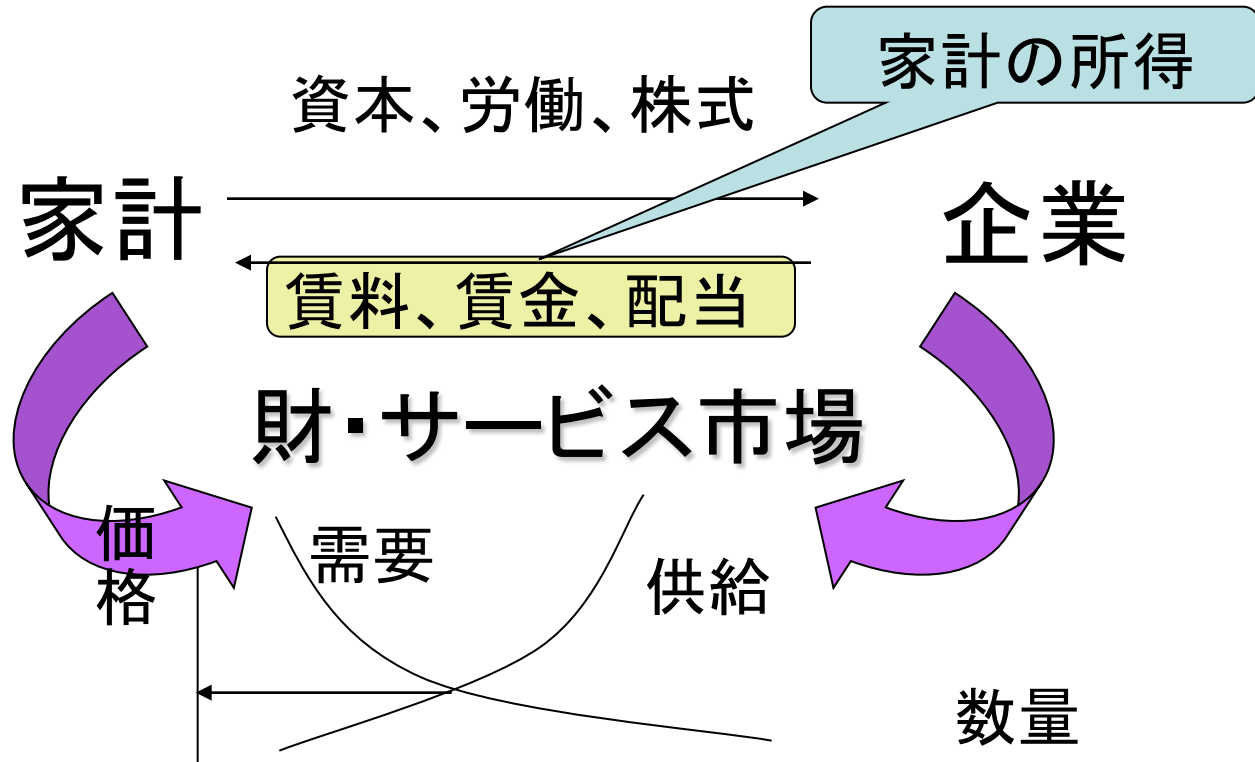 家計の所得
資本、労働、株式
家計
企業
賃料、賃金、配当
財・サービス市場
価
格
需要
供給
数量